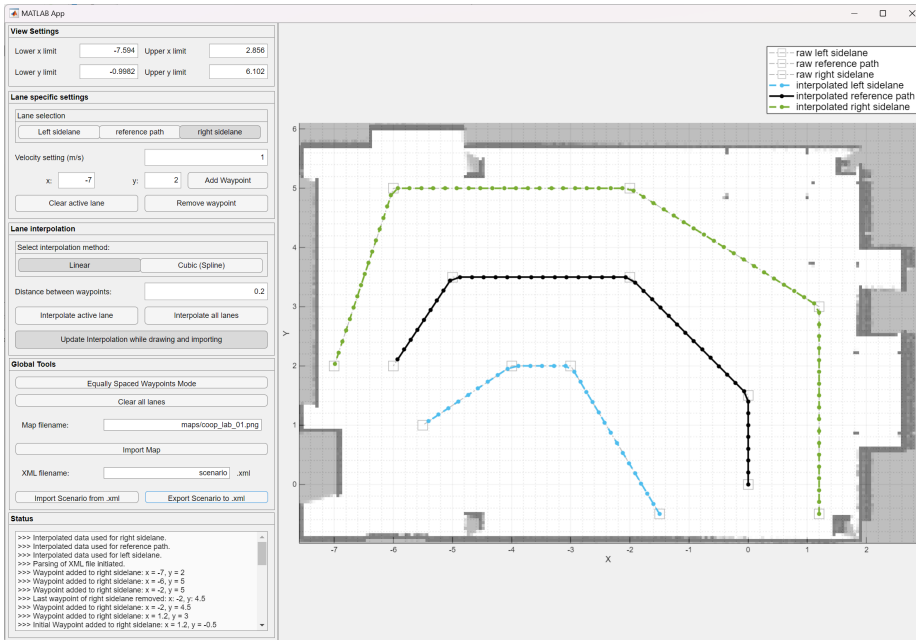 MATLAB App
View Settings
Lower x limit -7.594 Upper x limit 2.856
Lower y limit -0.9982 Upper y limit 6.102
Lane specific settings
Lane selection
Left sidelane reference path right sidelane
Velocity setting (m/s) 1
x: -7 y: 2 Add Waypoint
Clear active lane Remove waypoint
Lane interpolation
Select interpolation method:
Linear Cubic (Spline)
Distance between waypoints: 0.2
Interpolate active lane Interpolate all lanes
Update Interpolation while drawing and importing
Global Tools
Equally Spaced Waypoints Mode
Clear all lanes
Map filename: maps/coop_lab_01.png
Import Map
XML filename: scenario .xml
Import Scenario from .xml Export Scenario to .xml
Status
>>> Interpolated data used for right sidelane.
>>> Interpolated data used for reference path.
>>> Interpolated data used for left sidelane.
>>> Parsing of XML file initiated.
>>> Waypoint added to right sidelane: x = -7, y = 2
>>> Waypoint added to right sidelane: x = -6, y = 5
>>> Waypoint added to right sidelane: x = -2, y = 5
>>> Last waypoint of right sidelane removed: x: -2, y: 4.5
>>> Waypoint added to right sidelane: x = -2, y = 4.5
>>> Waypoint added to right sidelane: x = 1.2, y = 3
>>> Initial Waypoint added to right sidelane: x = 1.2, y = -0.5
raw left sidelane
raw reference path
raw right sidelane
interpolated left sidelane
interpolated reference path
interpolated right sidelane
6
5
4
3
2
1
0
Y
-7 -6 -5 -4 -3 -2 -1 0 1 2
X